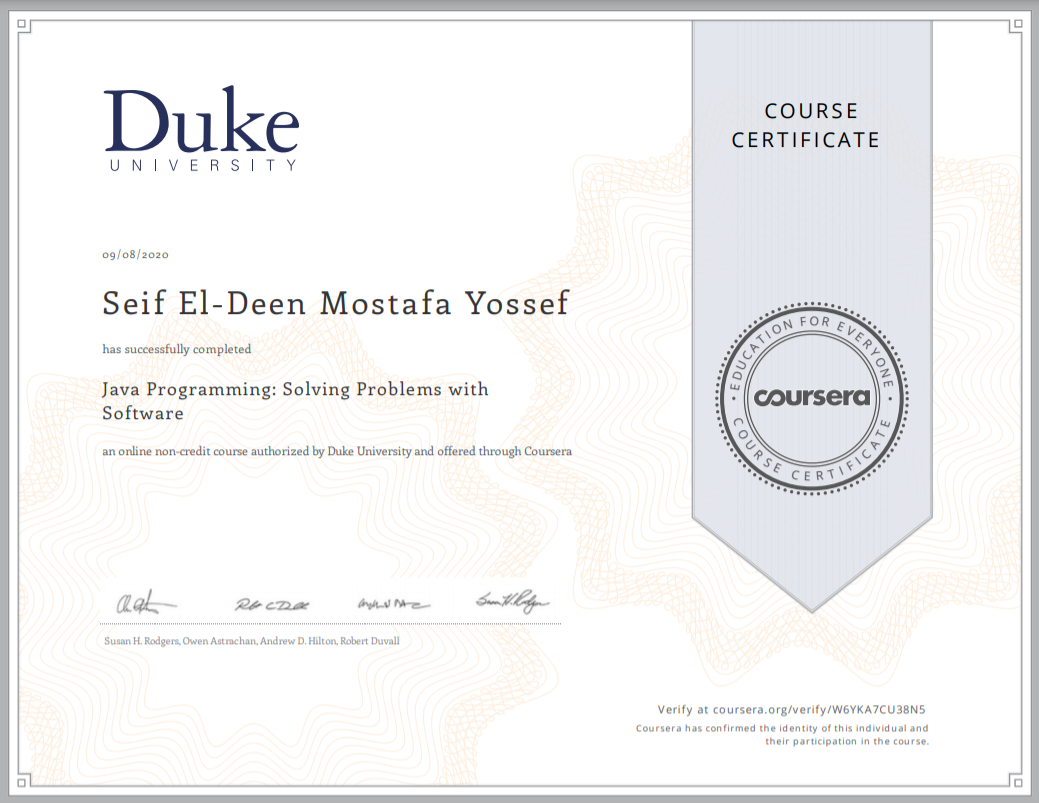 Duke
UNIVERSITY
COURSE
CERTIFICATE
09/08/2020
Seif El-Deen Mostafa Yossef
has successfully completed
Java Programming: Solving Problems with
Software
an online non-credit course authorized by Duke University and offered through Coursera
EDUCATION FOR EVERYONE
coursera
COURSE CERTIFICATE
Susan H. Rodgers, Owen Astrachan, Andrew D. Hilton, Robert Duvall
Verify at coursera.org/verify/W6YKA7CU38N5
Coursera has confirmed the identity of this individual and
their participation in the course.